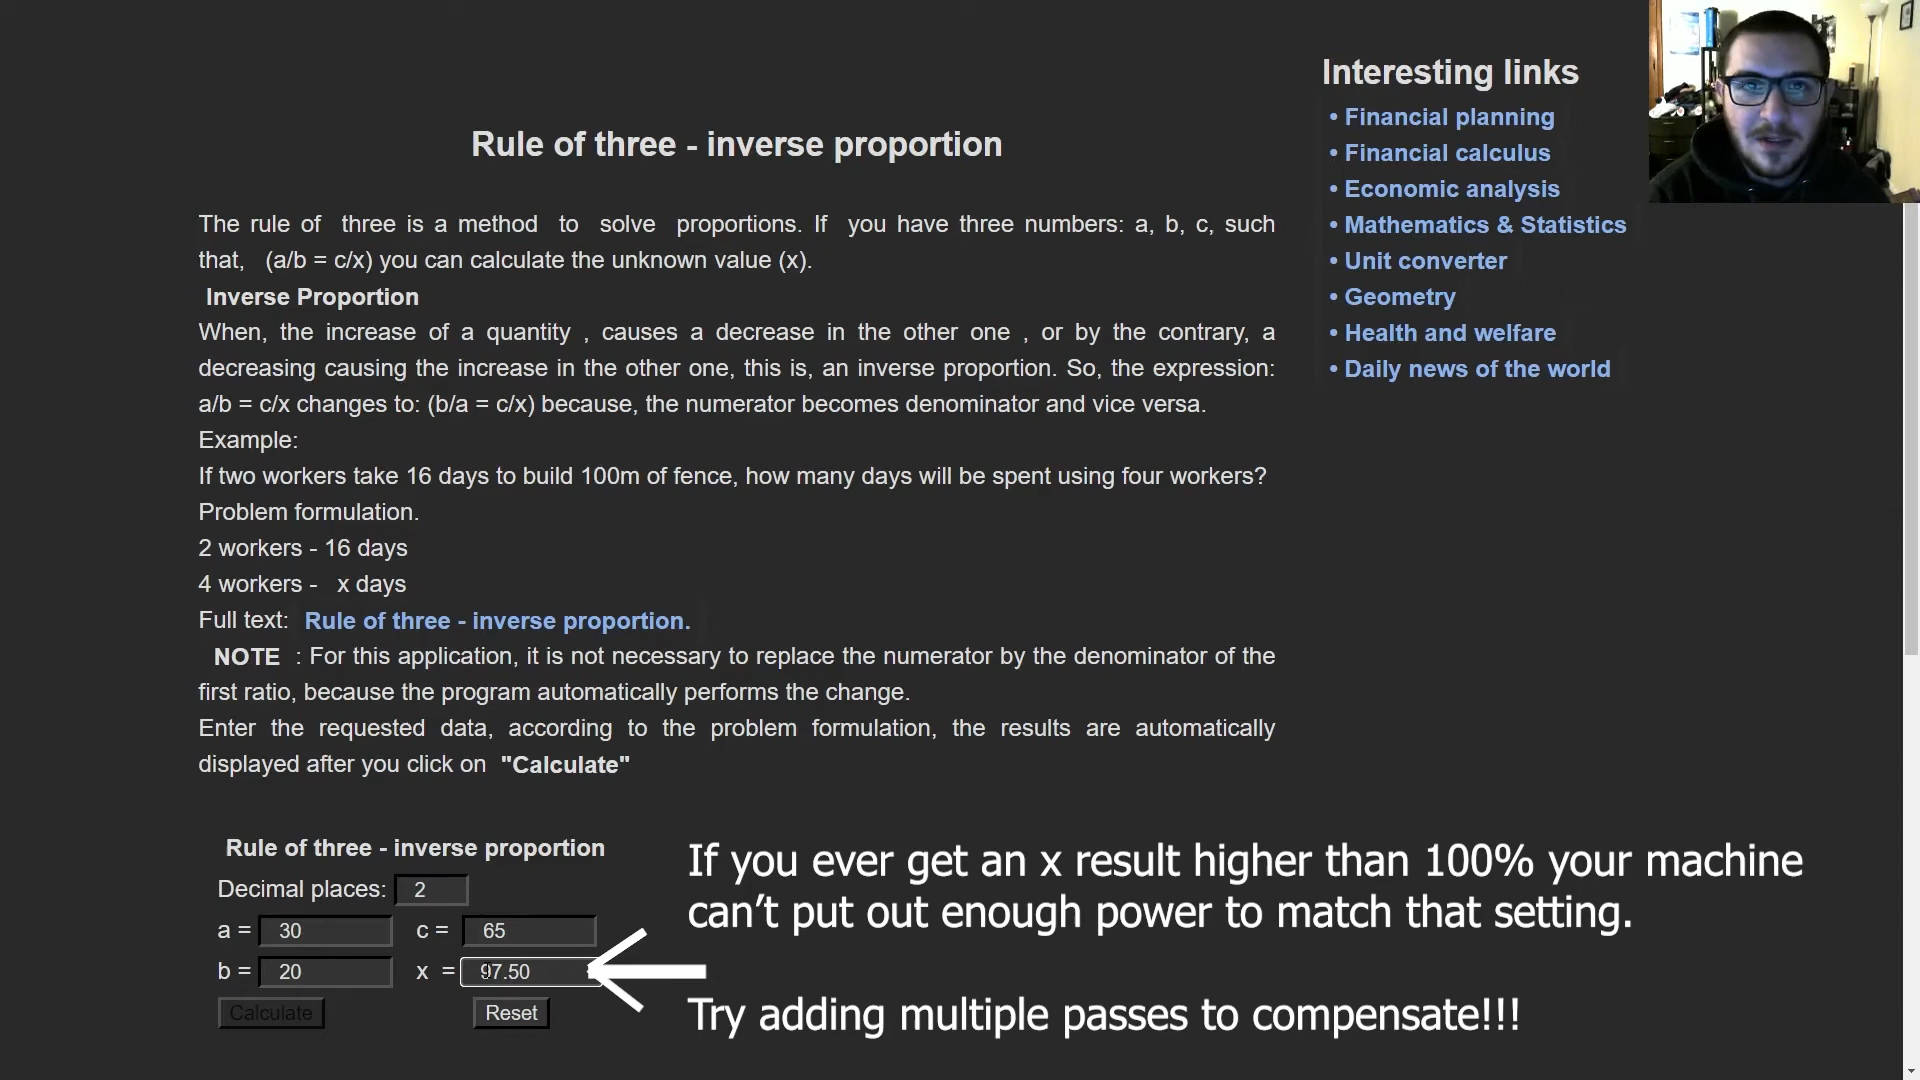 Interesting links
• Financial planning
• Financial calculus
• Economic analysis
• Mathematics & Statistics
• Unit converter
• Geometry
• Health and welfare
• Daily news of the world
Rule of three - inverse proportion
The rule of three is a method to solve proportions. If you have three numbers: a, b, c, such
that, (a/b = c/x) you can calculate the unknown value (x).
Inverse Proportion
When, the increase of a quantity , causes a decrease in the other one , or by the contrary, a
decreasing causing the increase in the other one, this is, an inverse proportion. So, the expression:
a/b = c/x changes to: (b/a = c/x) because, the numerator becomes denominator and vice versa.
Example:
If two workers take 16 days to build 100m of fence, how many days will be spent using four workers?
Problem formulation.
2 workers - 16 days
4 workers - x days
Full text: Rule of three - inverse proportion.
NOTE : For this application, it is not necessary to replace the numerator by the denominator of the
first ratio, because the program automatically performs the change.
Enter the requested data, according to the problem formulation, the results are automatically
displayed after you click on "Calculate"
Rule of three - inverse proportion
Decimal places: 2
a = 30 c = 65
b = 20 x = 97.50
Calculate Reset
If you ever get an x result higher than 100% your machine
can't put out enough power to match that setting.
Try adding multiple passes to compensate!!!